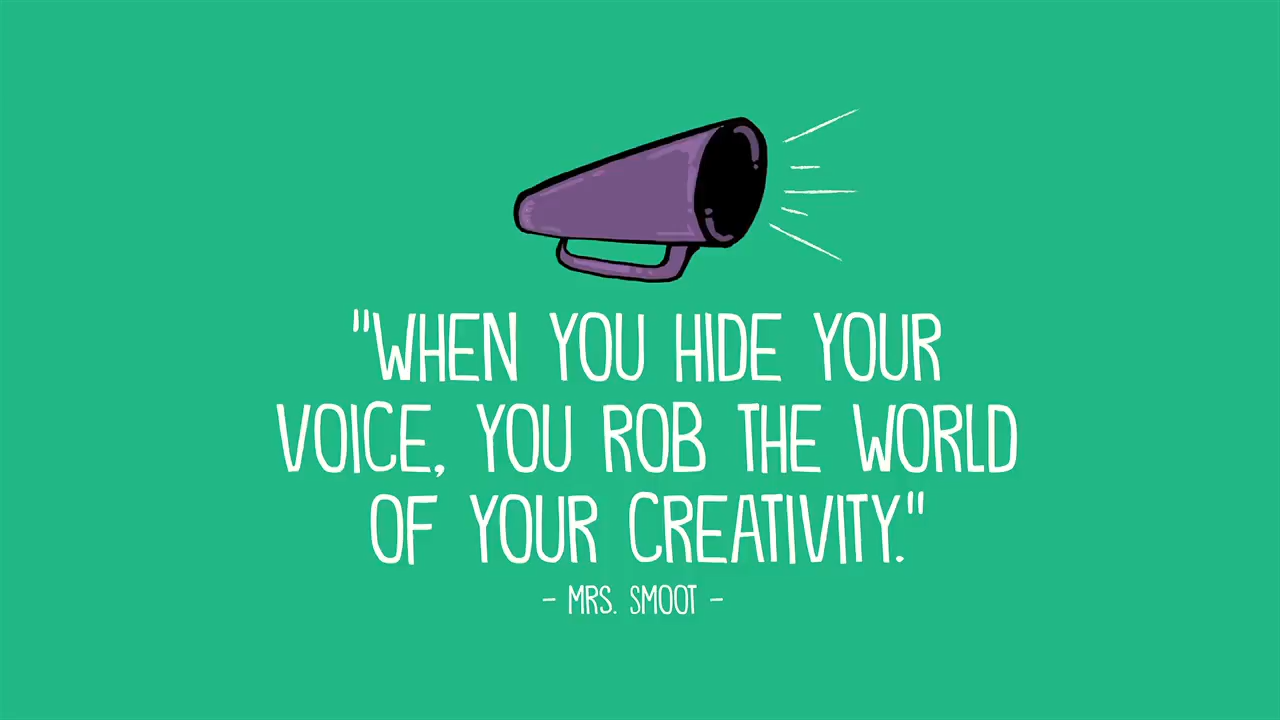 "WHEN YOU HIDE YOUR
VOICE, YOU ROB THE WORLD
OF YOUR CREATIVITY."
- MRS. SMOOT -